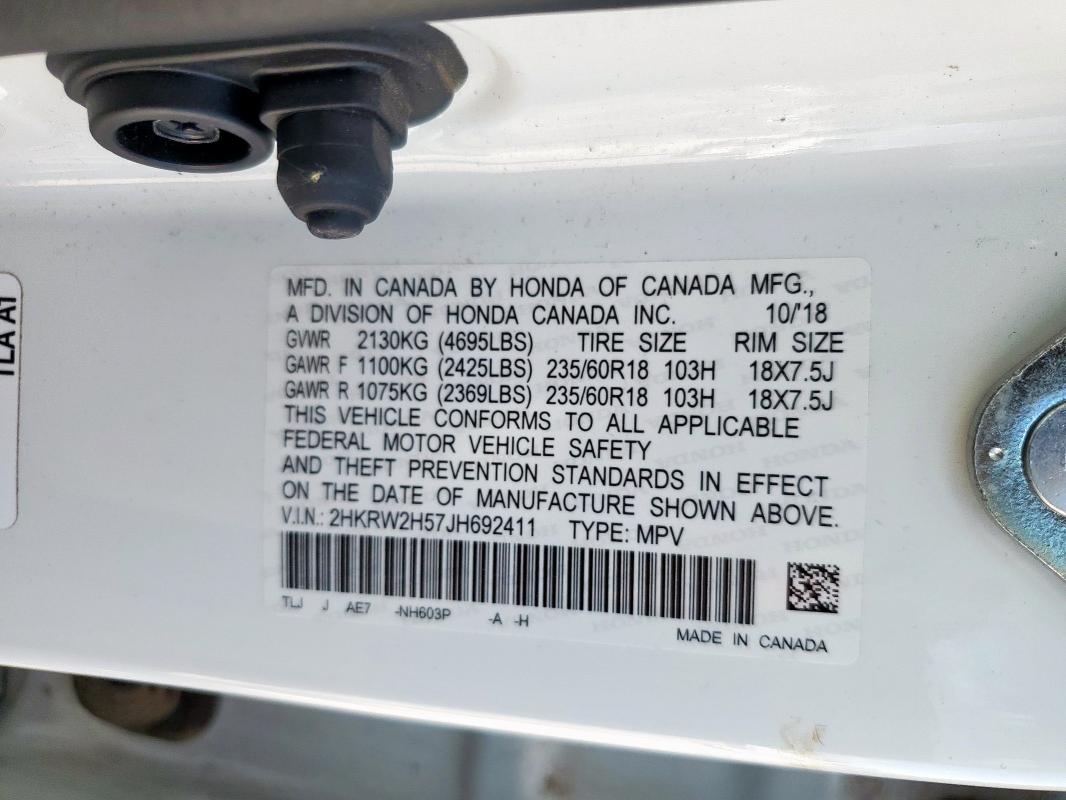 MFD. IN CANADA BY HONDA OF CANADA MFG.,
A DIVISION OF HONDA CANADA INC. 10/'18
GVWR 2130KG (4695LBS) TIRE SIZE RIM SIZE
GAWR F 1100KG (2425LBS) 235/60R18 103H 18X7.5J
GAWR R 1075KG (2369LBS) 235/60R18 103H 18X7.5J
THIS VEHICLE CONFORMS TO ALL APPLICABLE
FEDERAL MOTOR VEHICLE SAFETY
AND THEFT PREVENTION STANDARDS IN EFFECT
ON THE DATE OF MANUFACTURE SHOWN ABOVE.
V.I.N.: 2HKRW2H57JH692411 TYPE: MPV
TLJ J AE7 -NH603P -A -H
MADE IN CANADA
TLA A1